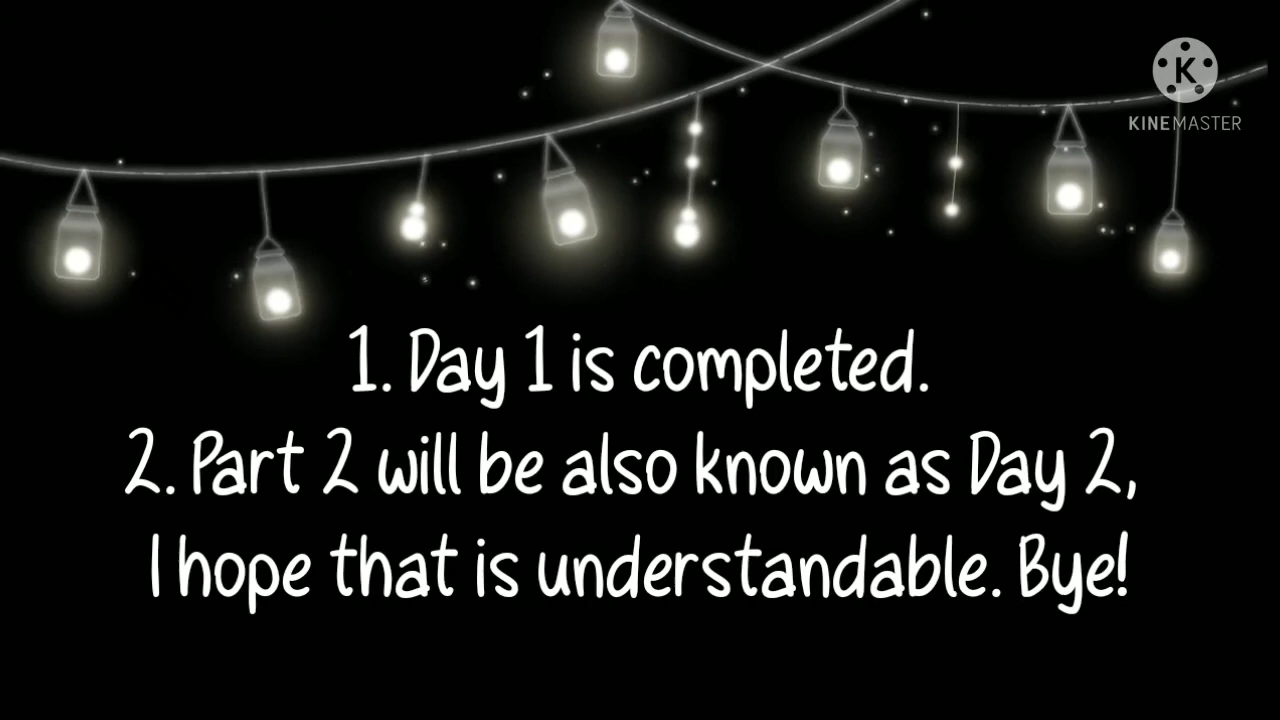 K
KINEMASTER
1. Day 1 is completed.
2. Part 2 will be also known as Day 2,
I hope that is understandable. Bye!